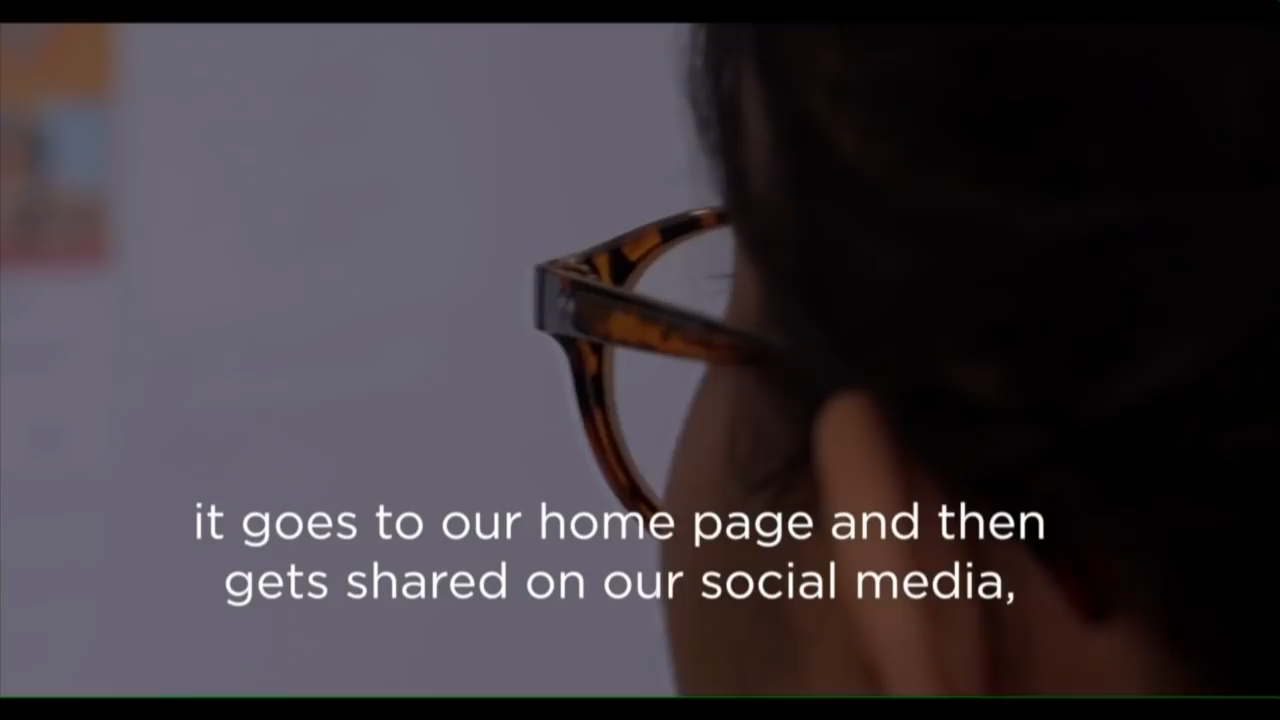 it goes to our home page and then
gets shared on our social media,